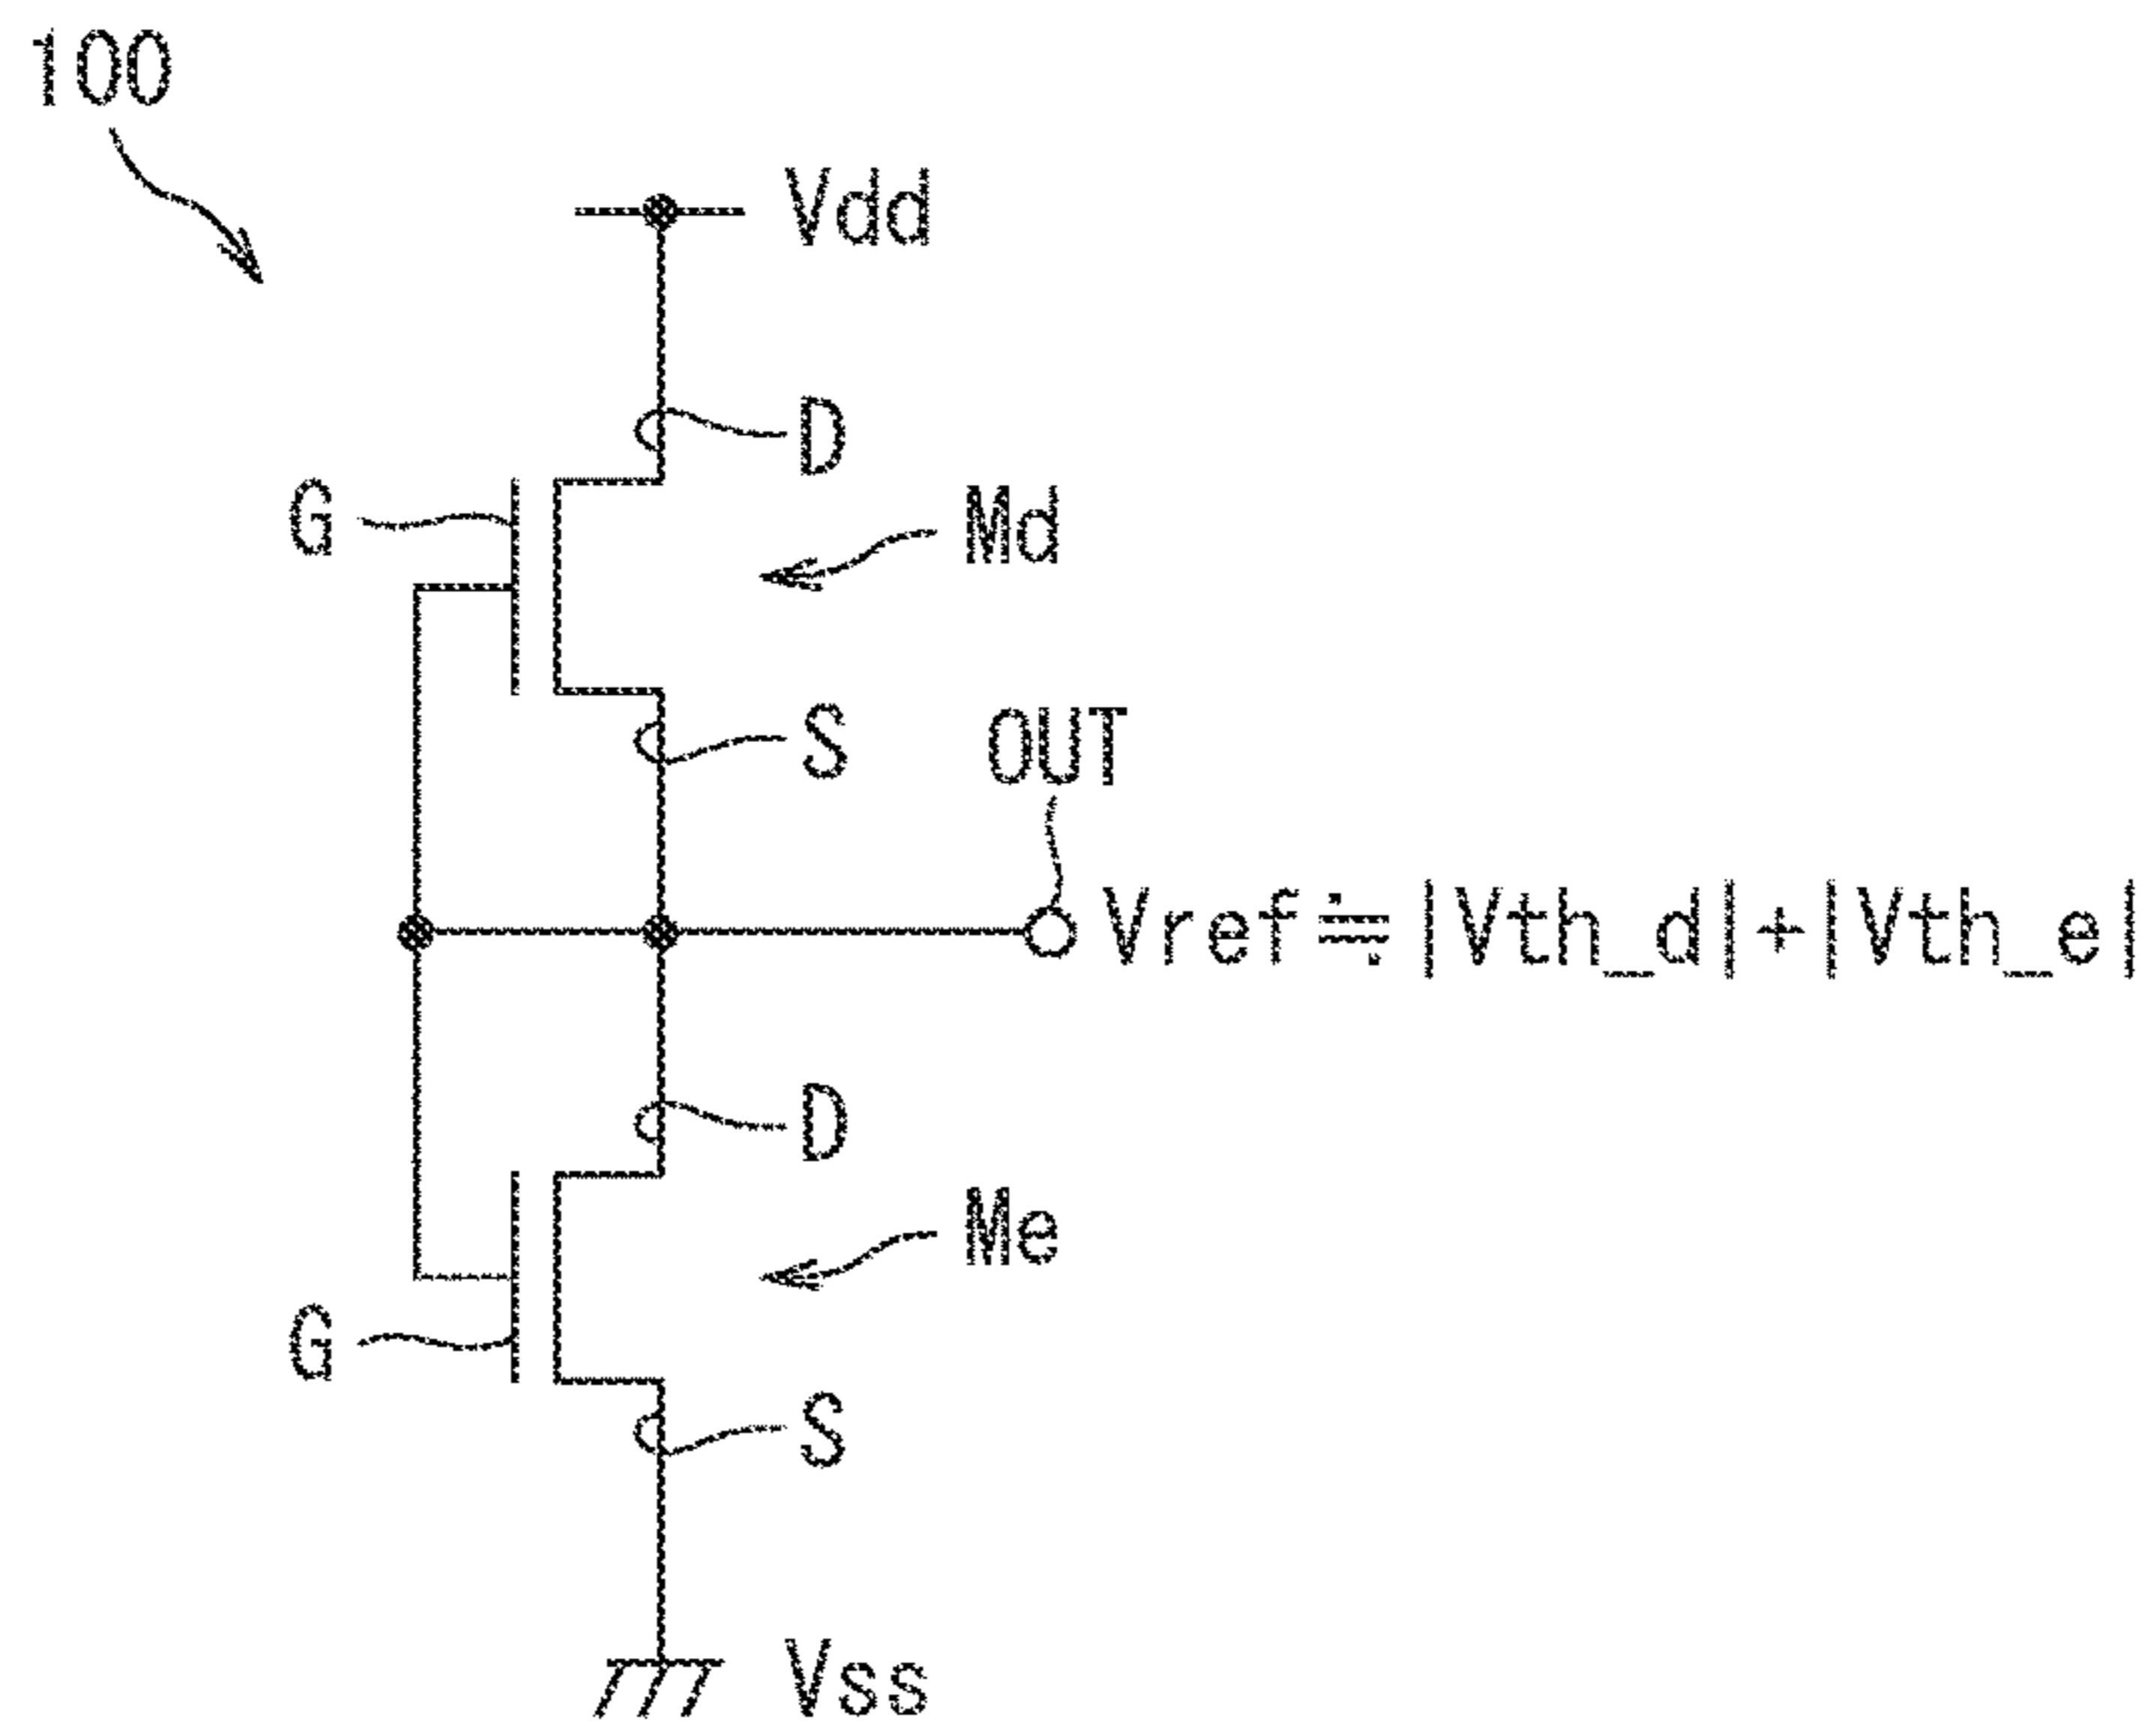 100
Vdd
D
G
Md
S
OUT
Vref≒|Vth_d|+|Vth_e|
D
Me
G
S
Vss